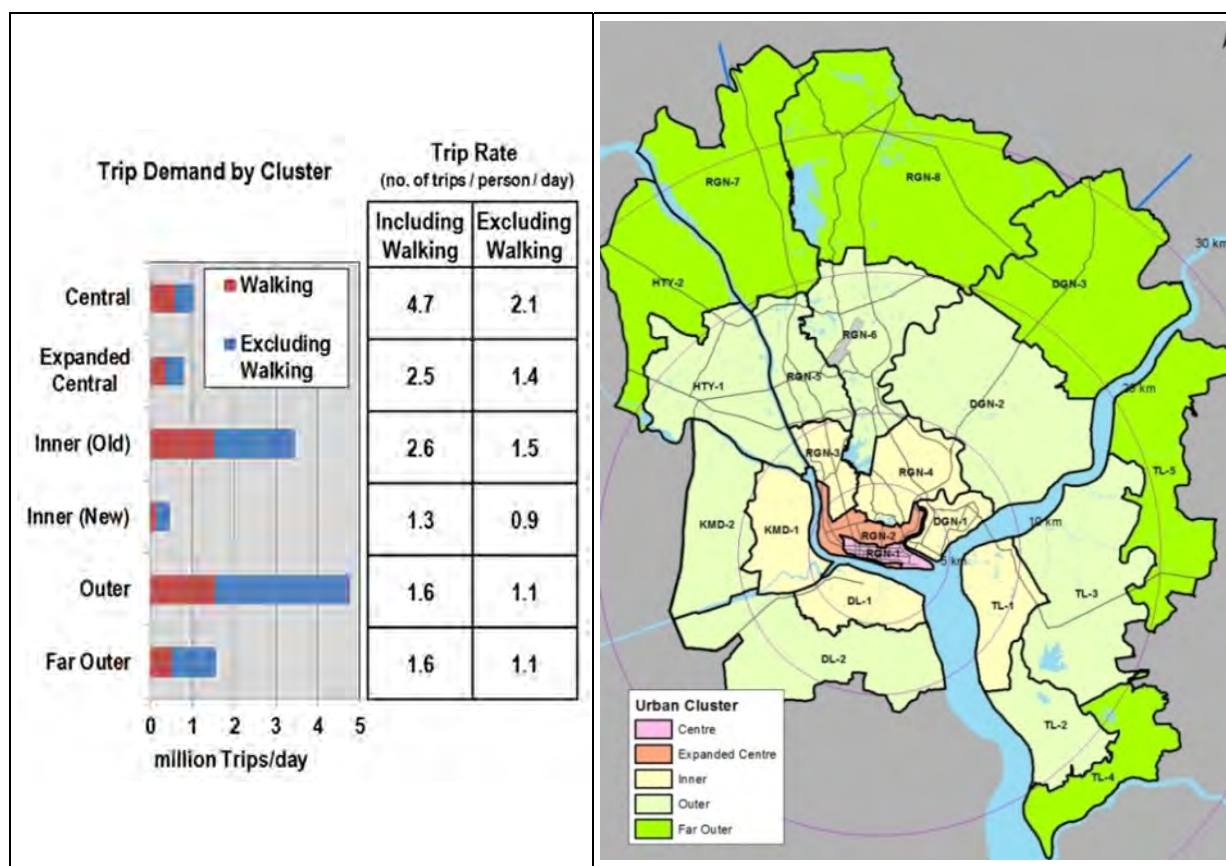 Trip Demand by Cluster
Trip Rate
(no. of trips / person / day)
Including Walking
Excluding Walking
Walking
Excluding Walking
Central
4.7
2.1
Expanded Central
2.5
1.4
Inner (Old)
2.6
1.5
Inner (New)
1.3
0.9
Outer
1.6
1.1
Far Outer
1.6
1.1
0 1 2 3 4 5
million Trips/day
RGN-7
RGN-8
30 km
HTY-2
DGN-3
RGN-6
HTY-1
RGN-5
DGN-2
20 km
RGN-3
RGN-4
TL-5
KMD-2
KMD-1
RGN-2
DGN-1
10 km
RGN-1
5 km
DL-1
TL-1
TL-3
DL-2
TL-2
TL-4
Urban Cluster
Centre
Expanded Centre
Inner
Outer
Far Outer